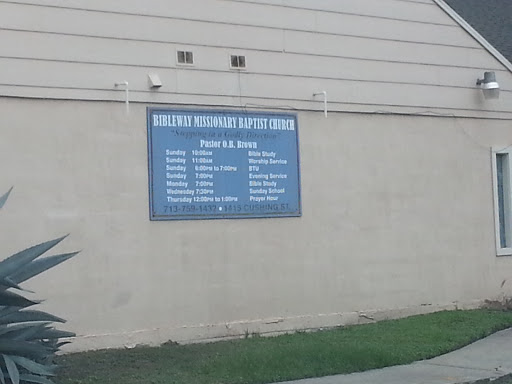 BIBLEWAY MISSIONARY BAPTIST CHURCH
"Stepping in a Godly Direction"
Pastor O.B. Brown
Sunday 10:00AM Bible Study
Sunday 11:00AM Worship Service
Sunday 6:00PM to 7:00PM BTU
Sunday 7:00PM Evening Service
Monday 7:00PM Bible Study
Wednesday 7:30PM Sunday School
Thursday 12:00PM to 1:00PM Prayer Hour
713-759-1437 • 1415 CUSHING ST.